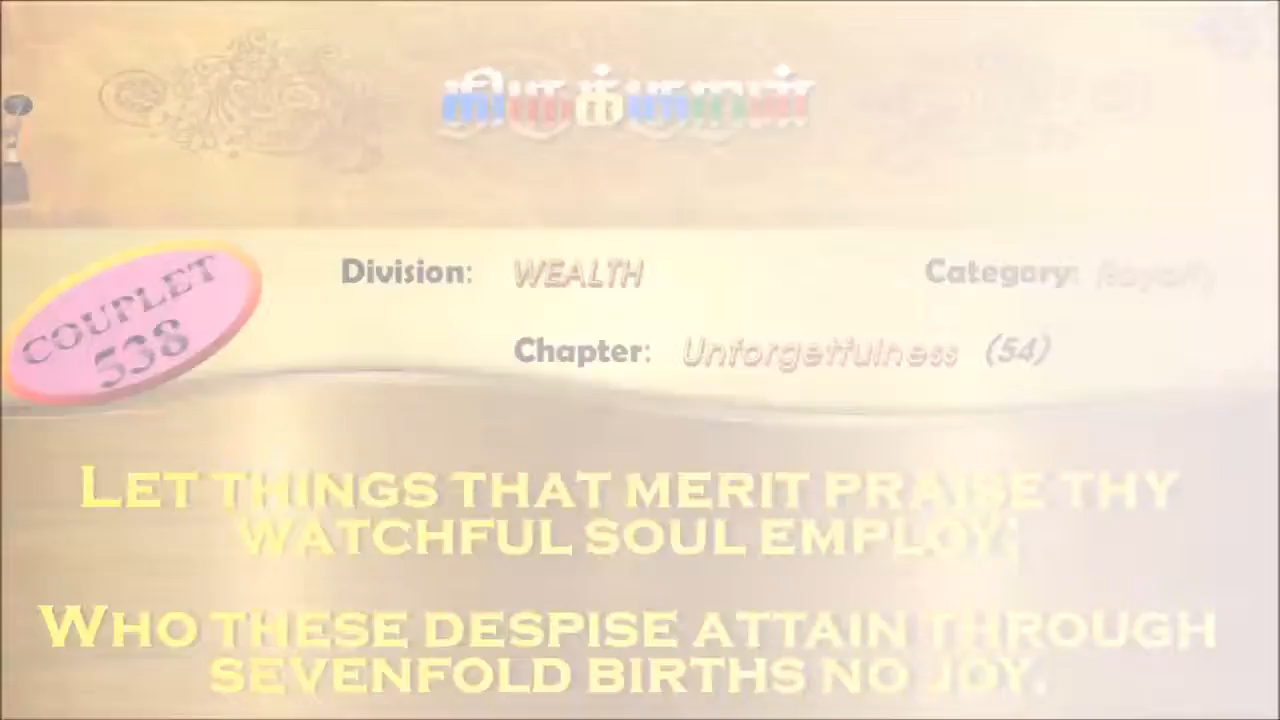 திருக்குறள்
COUPLET
538
Division: WEALTH
Category: Royalty
Chapter: Unforgetfulness (54)
LET THINGS THAT MERIT PRAISE THY
WATCHFUL SOUL EMPLOY;
WHO THESE DESPISE ATTAIN THROUGH
SEVENFOLD BIRTHS NO JOY.